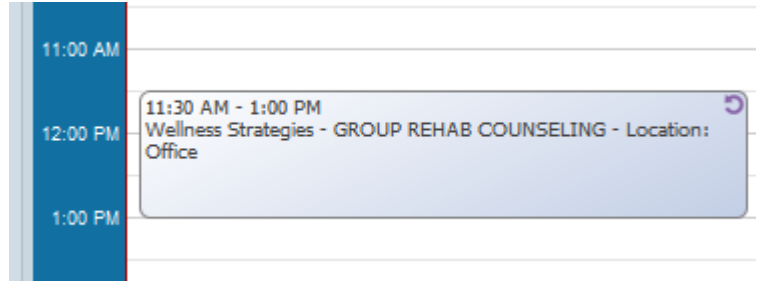 11:00 AM
11:30 AM - 1:00 PM
Wellness Strategies - GROUP REHAB COUNSELING - Location:
12:00 PM
Office
1:00 PM